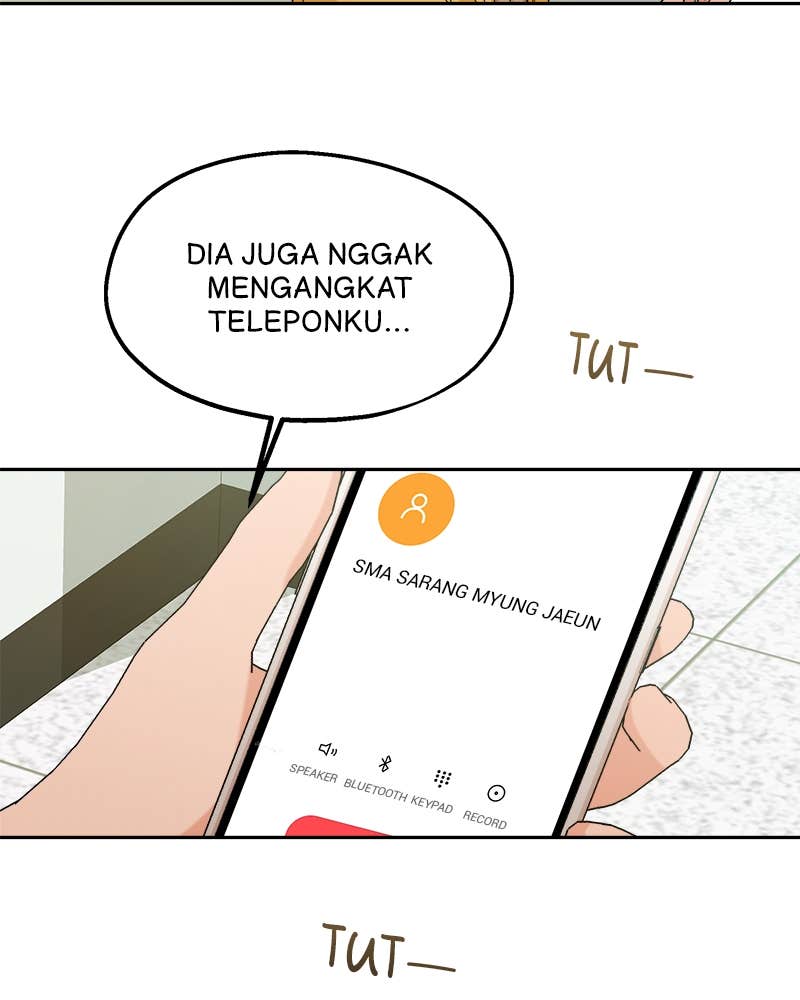 DIA JUGA NGGAK
MENGANGKAT
TELEPONKU...
TUT—
SMA SARANG MYUNG JAEUN
SPEAKER BLUETOOTH KEYPAD RECORD
TUT—